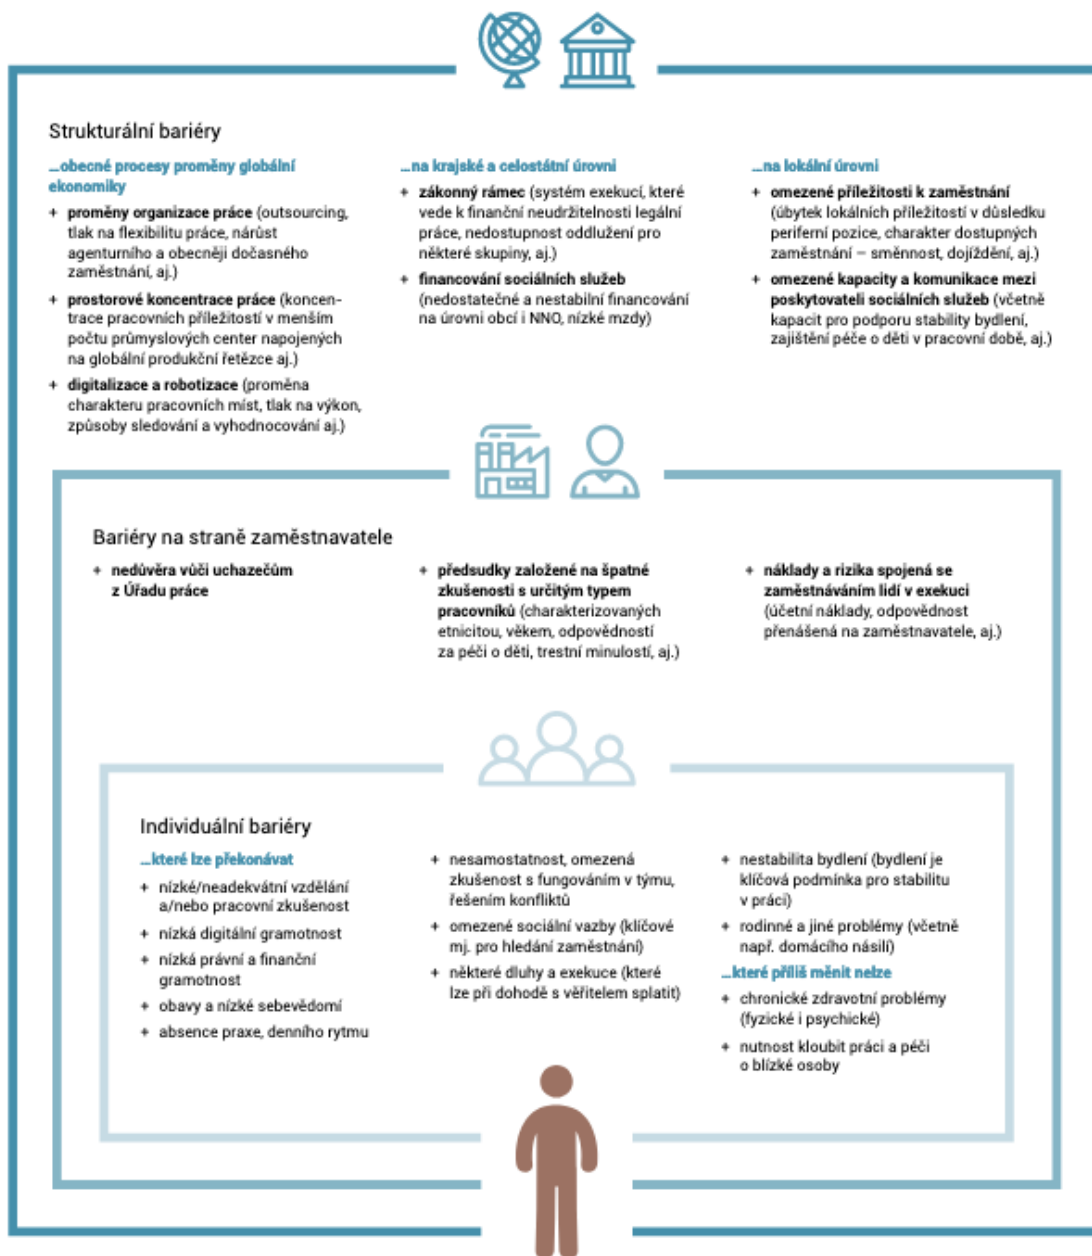 Strukturální bariéry
...obecné procesy proměny globální
ekonomiky
+ proměny organizace práce (outsourcing,
tlak na flexibilitu práce, nárůst
agenturního a obecněji dočasného
zaměstnání, aj.)
+ prostorové koncentrace práce (koncen-
trace pracovních příležitostí v menším
počtu průmyslových center napojených
na globální produkční řetězce aj.)
+ digitalizace a robotizace (proměna
charakteru pracovních míst, tlak na výkon,
způsoby sledování a vyhodnocování aj.)
...na krajské a celostátní úrovni
+ zákonný rámec (systém exekucí, které
vede k finanční neudržitelnosti legální
práce, nedostupnost oddlužení pro
některé skupiny, aj.)
+ financování sociálních služeb
(nedostatečné a nestabilní financování
na úrovni obcí i NNO, nízké mzdy)
...na lokální úrovni
+ omezené příležitosti k zaměstnání
(úbytek lokálních příležitostí v důsledku
periferní pozice, charakter dostupných
zaměstnání – směnnost, dojíždění, aj.)
+ omezené kapacity a komunikace mezi
poskytovateli sociálních služeb (včetně
kapacit pro podporu stability bydlení,
zajištění péče o děti v pracovní době, aj.)
Bariéry na straně zaměstnavatele
+ nedůvěra vůči uchazečům
z Úřadu práce
+ předsudky založené na špatné
zkušenosti s určitým typem
pracovníků (charakterizovaných
etnicitou, věkem, odpovědností
za péči o děti, trestní minulostí, aj.)
+ náklady a rizika spojená se
zaměstnáváním lidí v exekuci
(účetní náklady, odpovědnost
přenášená na zaměstnavatele, aj.)
Individuální bariéry
...které lze překonávat
+ nízké/neadekvátní vzdělání
a/nebo pracovní zkušenost
+ nízká digitální gramotnost
+ nízká právní a finanční
gramotnost
+ obavy a nízké sebevědomí
+ absence praxe, denního rytmu
+ nesamostatnost, omezená
zkušenost s fungováním v týmu,
řešením konfliktů
+ omezené sociální vazby (klíčové
mj. pro hledání zaměstnání)
+ některé dluhy a exekuce (které
lze při dohodě s věřitelem splatit)
+ nestabilita bydlení (bydlení je
klíčová podmínka pro stabilitu
v práci)
+ rodinné a jiné problémy (včetně
např. domácího násilí)
...které příliš měnit nelze
+ chronické zdravotní problémy
(fyzické i psychické)
+ nutnost kloubit práci a péči
o blízké osoby